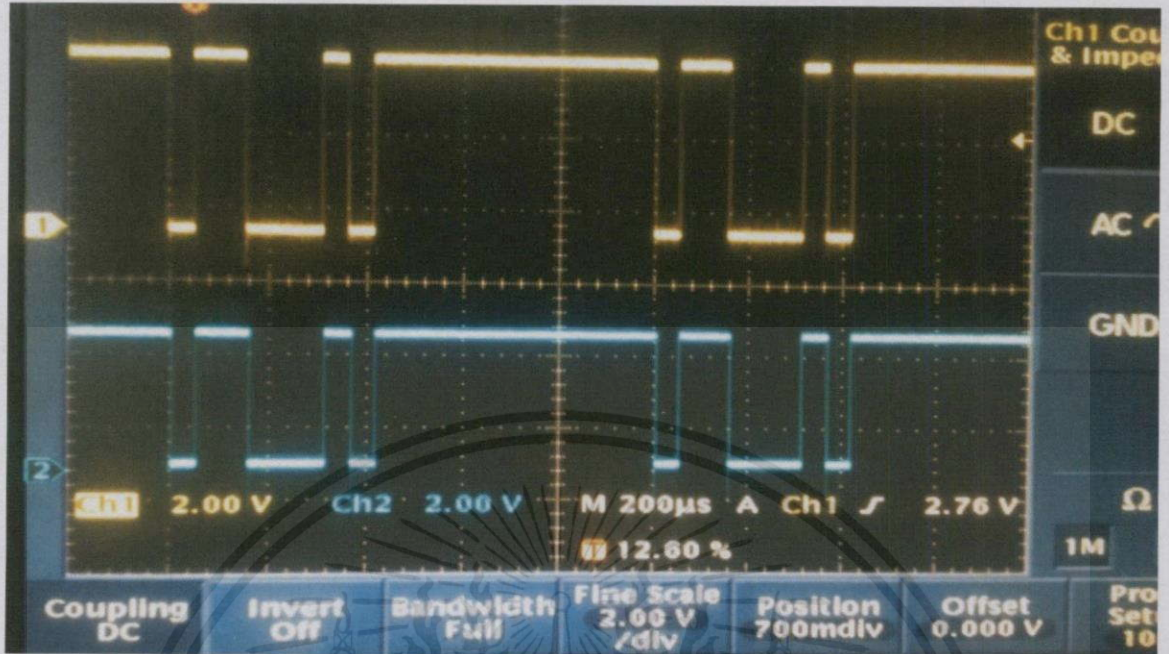 Ch1 Cou
& Impe
DC
1
AC
GND
2
Ch1 2.00 V Ch2 2.00 V M 200µs A Ch1 2.76 V
Ω
T 12.60 %
1M
Coupling
DC
Invert
Off
Bandwidth
Full
Fine Scale
2.00 V
/div
Position
700mdiv
Offset
0.000 V
Pro
Set
10